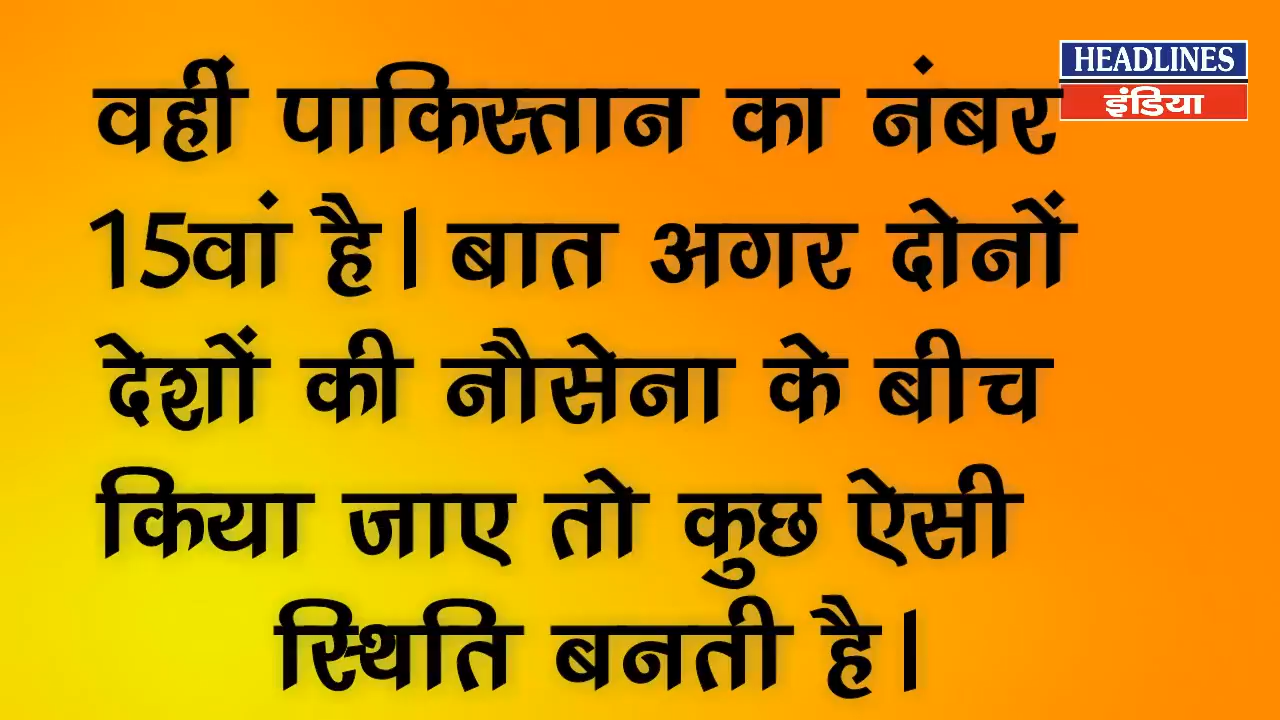 HEADLINES
इंडिया
वहीं पाकिस्तान का नंबर
15वां है। बात अगर दोनों
देशों की नौसेना के बीच
किया जाए तो कुछ ऐसी
स्थिति बनती है।